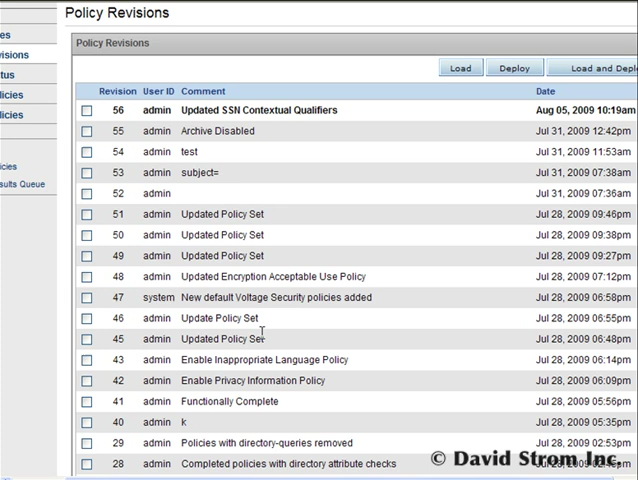 Policy Revisions
es
Policy Revisions
visions
tus
Load
Deploy
Load and Depl
licies
Revision User ID Comment Date
56 admin Updated SSN Contextual Qualifiers Aug 05, 2009 10:19am
licies
55 admin Archive Disabled Jul 31, 2009 12:42pm
54 admin test Jul 31, 2009 11:53am
icies
53 admin subject= Jul 31, 2009 07:38am
sults Queue
52 admin Jul 31, 2009 07:36am
51 admin Updated Policy Set Jul 28, 2009 09:46pm
50 admin Updated Policy Set Jul 28, 2009 09:38pm
49 admin Updated Policy Set Jul 28, 2009 09:27pm
48 admin Updated Encryption Acceptable Use Policy Jul 28, 2009 07:12pm
47 system New default Voltage Security policies added Jul 28, 2009 06:58pm
46 admin Update Policy Set Jul 28, 2009 06:55pm
45 admin Updated Policy Set Jul 28, 2009 06:48pm
43 admin Enable Inappropriate Language Policy Jul 28, 2009 06:14pm
42 admin Enable Privacy Information Policy Jul 28, 2009 06:09pm
41 admin Functionally Complete Jul 28, 2009 05:56pm
40 admin k Jul 28, 2009 05:35pm
29 admin Policies with directory-queries removed Jul 28, 2009 02:53pm
28 admin Completed policies with directory attribute checks
© David Strom Inc.